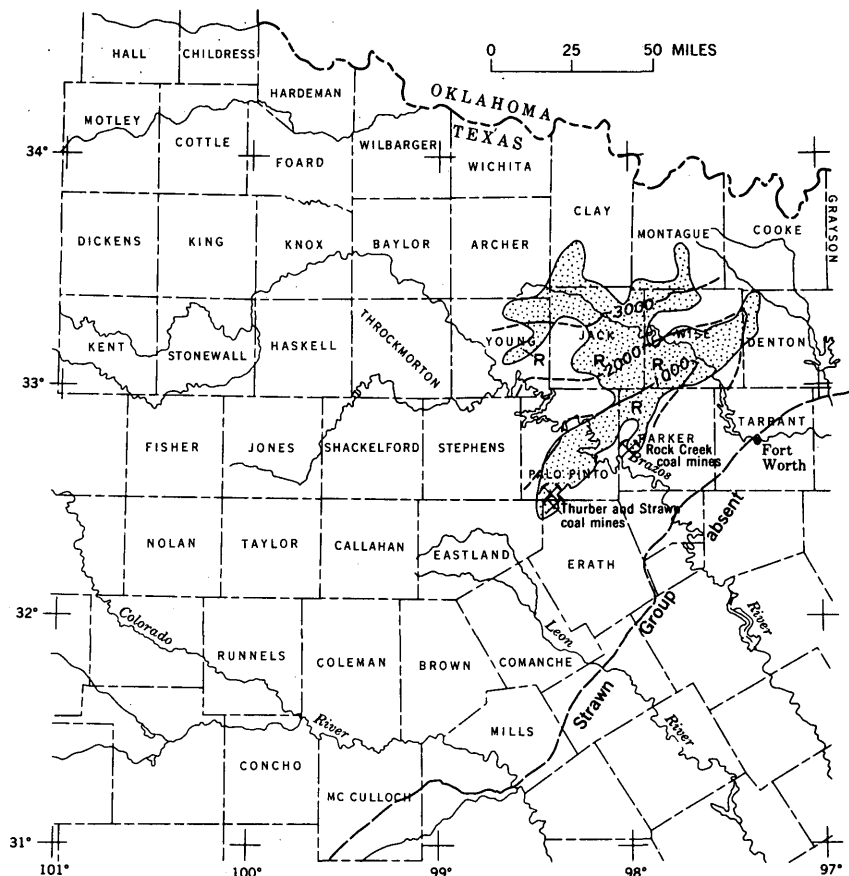 0 25 50 MILES
HALL CHILDRESS
HARDEMAN
OKLAHOMA
TEXAS
MOTLEY COTTLE FOARD WILBARGER WICHITA
34°
CLAY MONTAGUE COOKE GRAYSON
DICKENS KING KNOX BAYLOR ARCHER
-3000
KENT STONEWALL HASKELL THROCKMORTON YOUNG JACK WISE DENTON
R R R
-2000
33°
R
FISHER JONES SHACKELFORD STEPHENS PALO PINTO PARKER TARRANT
Brazos
Rock Creek
coal mines
Fort
Worth
Thurber and Strawn
coal mines
NOLAN TAYLOR CALLAHAN EASTLAND ERATH
Strawn Group absent
32°
Colorado River
Leon River
River
RUNNELS COLEMAN BROWN COMANCHE
MILLS
CONCHO
MC CULLOCH
31°
101° 100° 99° 98° 97°